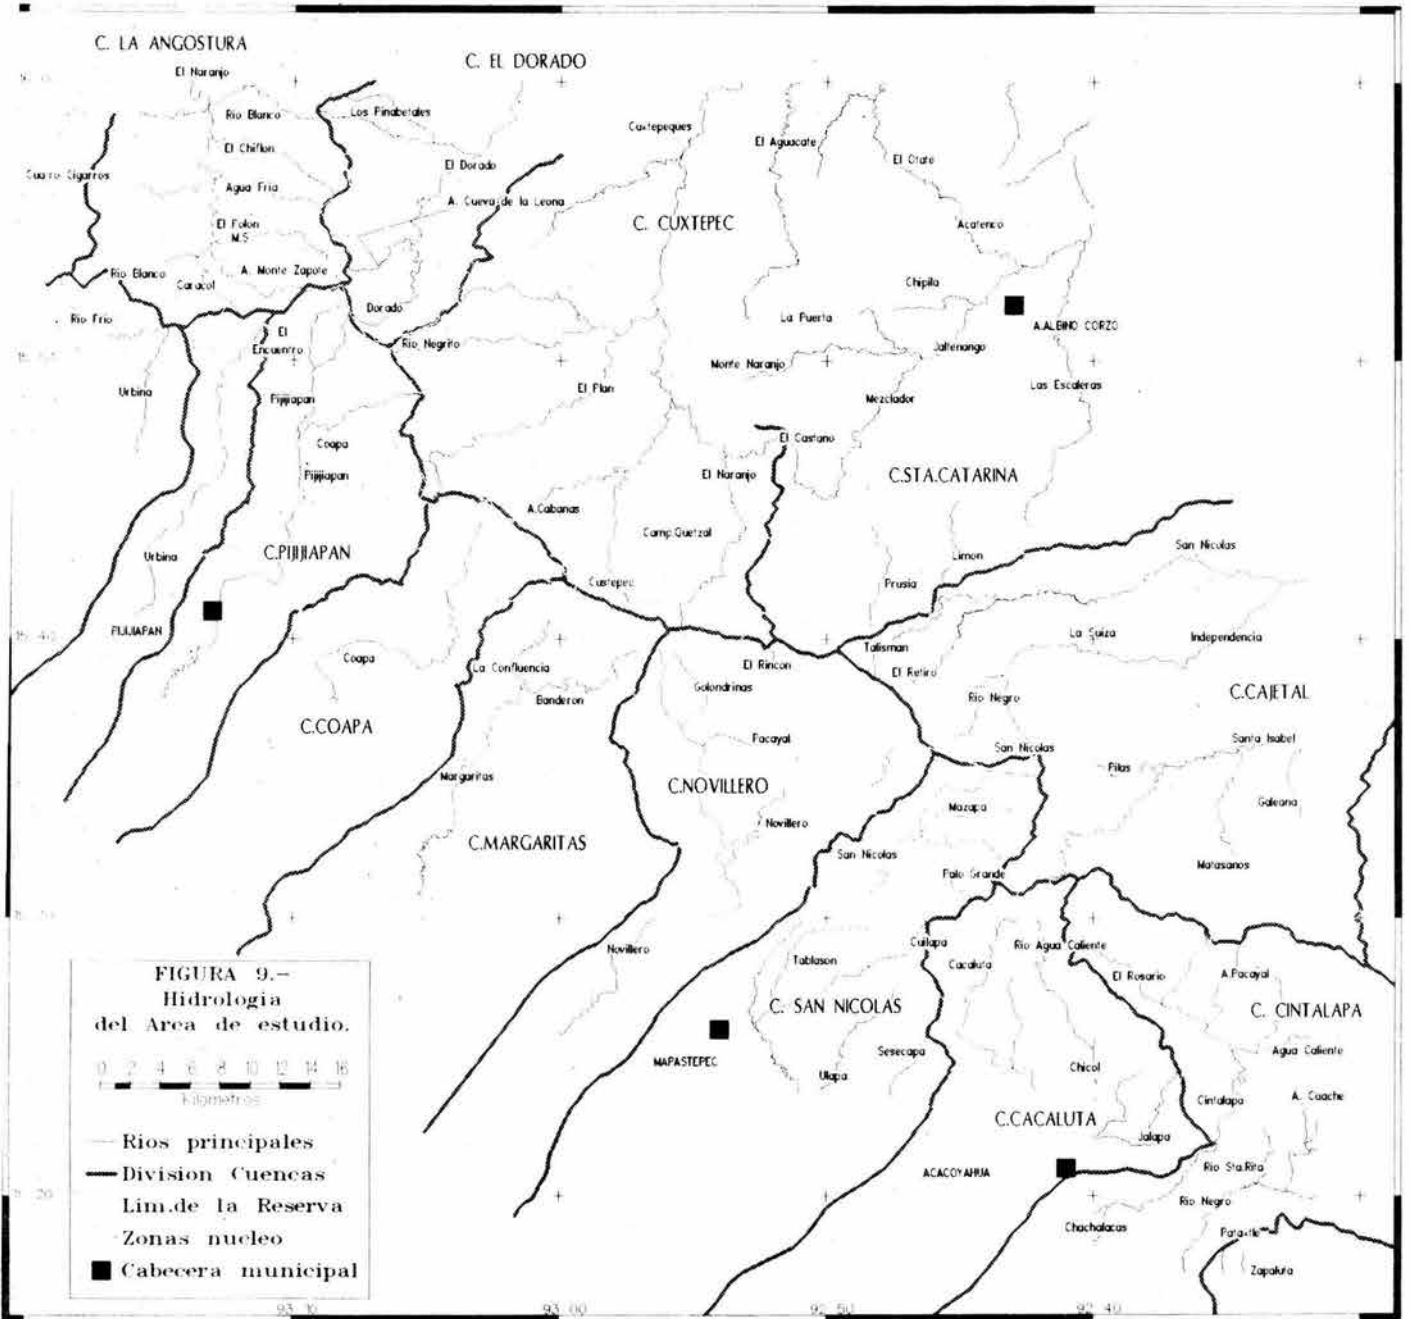 C. LA ANGOSTURA
C. EL DORADO
El Naranjo
Rio Blanco
Los Pinabetales
Cuxtepeques
El Aguacate
El Chiflon
El Dorado
El Otate
Agua Fria
A. Cueva de la Leona
El Folon
M.S
C. CUXTEPEC
Acatenco
Rio Blanco
Caracol
A. Monte Zapote
Chipila
Rio Frio
Dorado
La Puerta
A.ALBINO CORZO
El
Encuentro
Rio Negrito
Jaltenango
Monte Naranjo
Urbina
Pijijiapan
El Plan
Mezclador
Las Escaleras
Coapa
El Castano
Pijijiapan
El Naranjo
C.STA.CATARINA
A.Cabanas
Camp.Quetzal
Urbina
C.PIJIJIAPAN
Limon
San Nicolas
Custepec
Prusia
PIJIJIAPAN
15 40
La Suiza
Independencia
Coapa
La Confluencia
El Rincon
Talisman
El Retiro
Banderon
Golondrinas
Rio Negro
C.CAJETAL
C.COAPA
Pacayal
San Nicolas
Santa Isabel
Margaritas
C.NOVILLERO
Pilas
Mazapa
Galeana
C.MARGARITAS
Novillero
San Nicolas
Palo Grande
Matasanos
Novillero
Tablason
Cuilapa
Cacaluta
Rio Agua Caliente
El Rosario
A.Pacayal
C. SAN NICOLAS
C. CINTALAPA
MAPASTEPEC
Sesecapa
Ulapa
Chicol
Agua Caliente
Cintalapa
A. Cuache
C.CACALUTA
Jalapa
ACACOYAHUA
Rio Sta.Rita
Rio Negro
Chachalacas
Zapaluta
FIGURA 9.-
Hidrologia
del Area de estudio.
0 2 4 6 8 10 12 14 16
Kilometros
Rios principales
Division Cuencas
Lim.de la Reserva
Zonas nucleo
Cabecera municipal
93 10
93 00
92 50
92 40